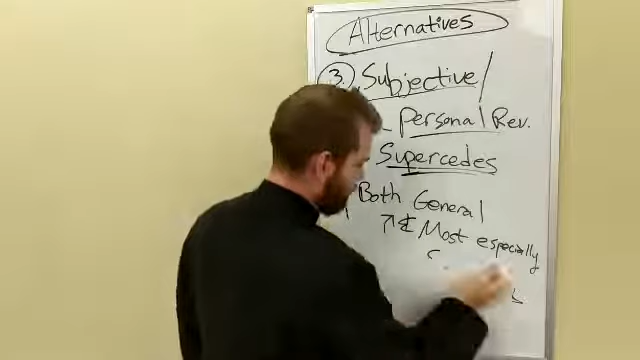 Alternatives
3. Subjective/
- Personal Rev.
Supercedes
Both General
↑ & Most especially